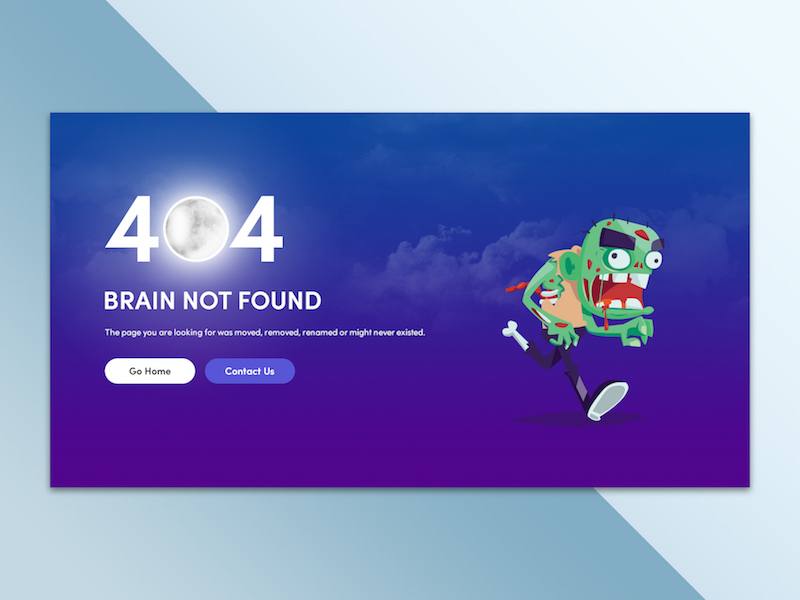 404
BRAIN NOT FOUND
The page you are looking for was moved, removed, renamed or might never existed.
Go Home
Contact Us